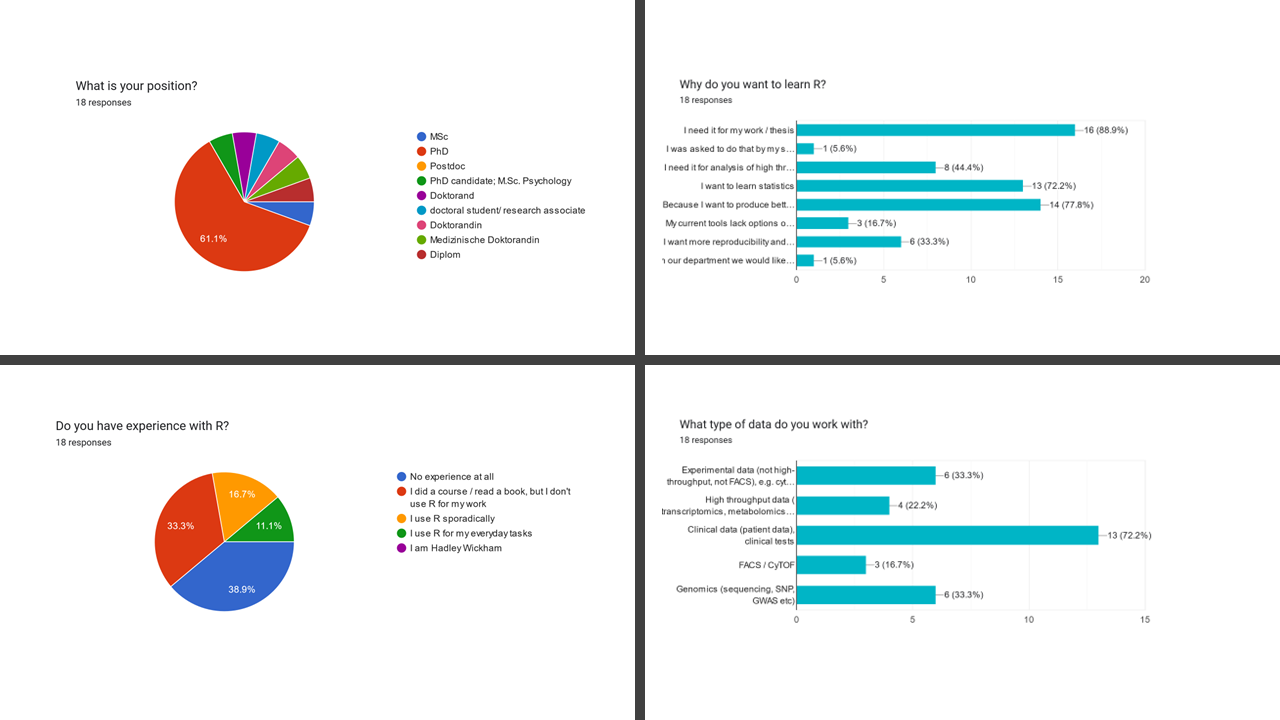 What is your position?
18 responses
MSc
PhD
Postdoc
PhD candidate; M.Sc. Psychology
Doktorand
doctoral student/ research associate
Doktorandin
Medizinische Doktorandin
Diplom
61.1%
Why do you want to learn R?
18 responses
I need it for my work / thesis
16 (88.9%)
I was asked to do that by my s…
1 (5.6%)
I need it for analysis of high thr…
8 (44.4%)
I want to learn statistics
13 (72.2%)
Because I want to produce bett…
14 (77.8%)
My current tools lack options o…
3 (16.7%)
I want more reproducibility and…
6 (33.3%)
our department we would like…
1 (5.6%)
0 5 10 15 20
Do you have experience with R?
18 responses
No experience at all
I did a course / read a book, but I don't
use R for my work
I use R sporadically
I use R for my everyday tasks
I am Hadley Wickham
16.7%
33.3%
11.1%
38.9%
What type of data do you work with?
18 responses
Experimental data (not high-
throughput, not FACS), e.g. cyt…
6 (33.3%)
High throughput data (
transcriptomics, metabolomics…
4 (22.2%)
Clinical data (patient data),
clinical tests
13 (72.2%)
FACS / CyTOF
3 (16.7%)
Genomics (sequencing, SNP,
GWAS etc)
6 (33.3%)
0 5 10 15